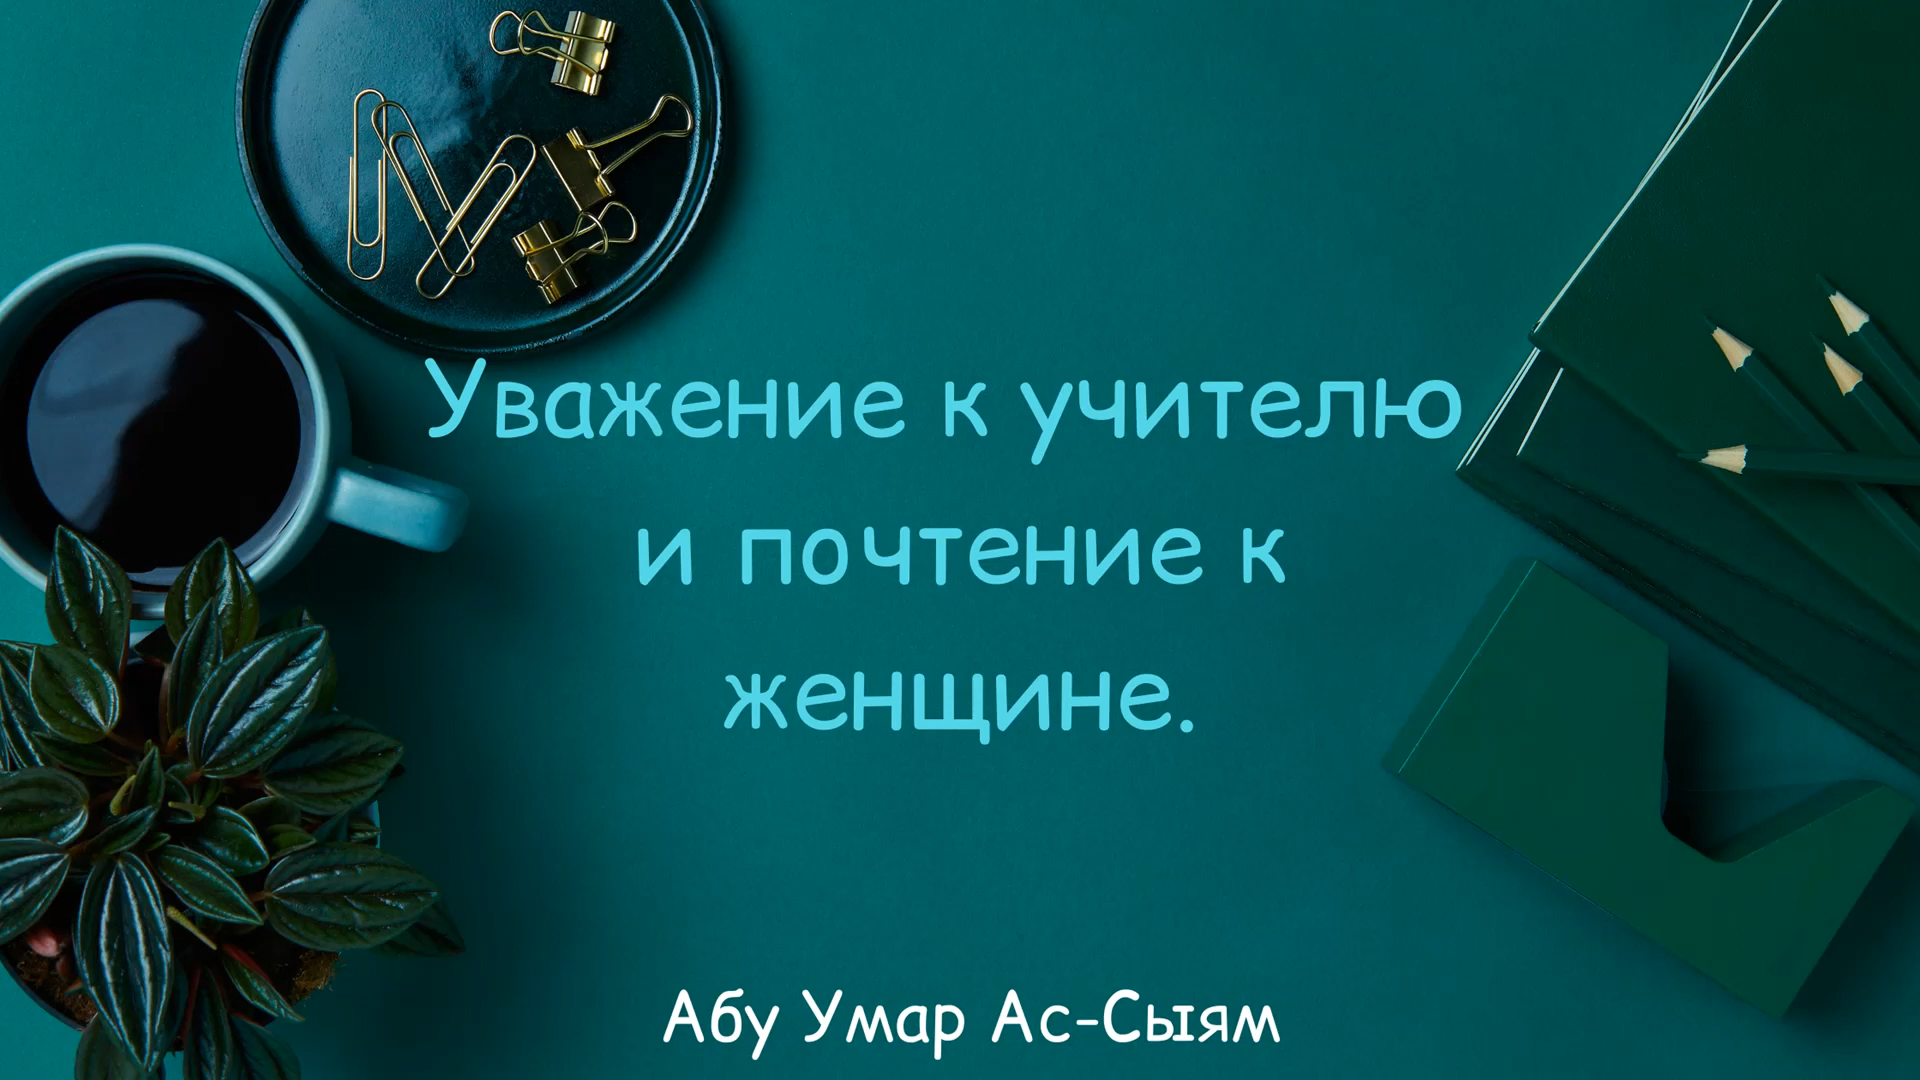 Уважение к учителю
и почтение к
женщине.
Абу Умар Ас-Сыям